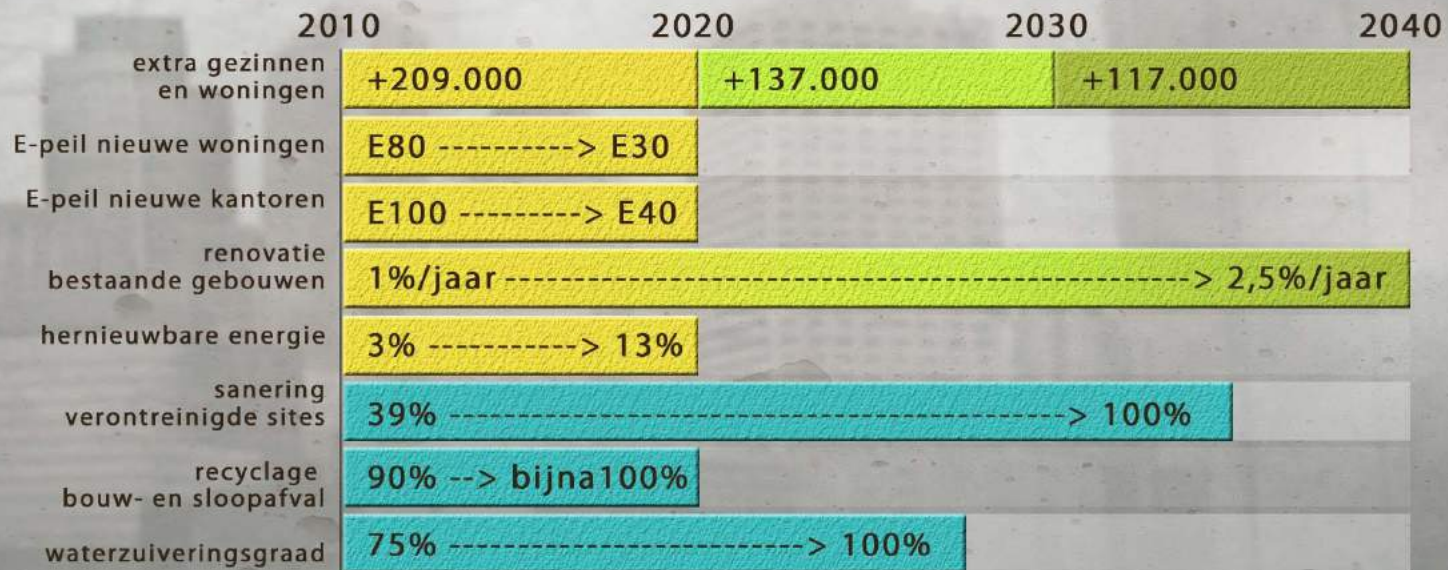 2010 2020 2030 2040
extra gezinnen
en woningen
+209.000 +137.000 +117.000
E-peil nieuwe woningen
E80 ----------> E30
E-peil nieuwe kantoren
E100 ---------> E40
renovatie
bestaande gebouwen
1%/jaar --------------------------------------------------------> 2,5%/jaar
hernieuwbare energie
3% -----------> 13%
sanering
verontreinigde sites
39% ---------------------------------------------> 100%
recyclage
bouw- en sloopafval
90% --> bijna100%
waterzuiveringsgraad
75% --------------------------> 100%